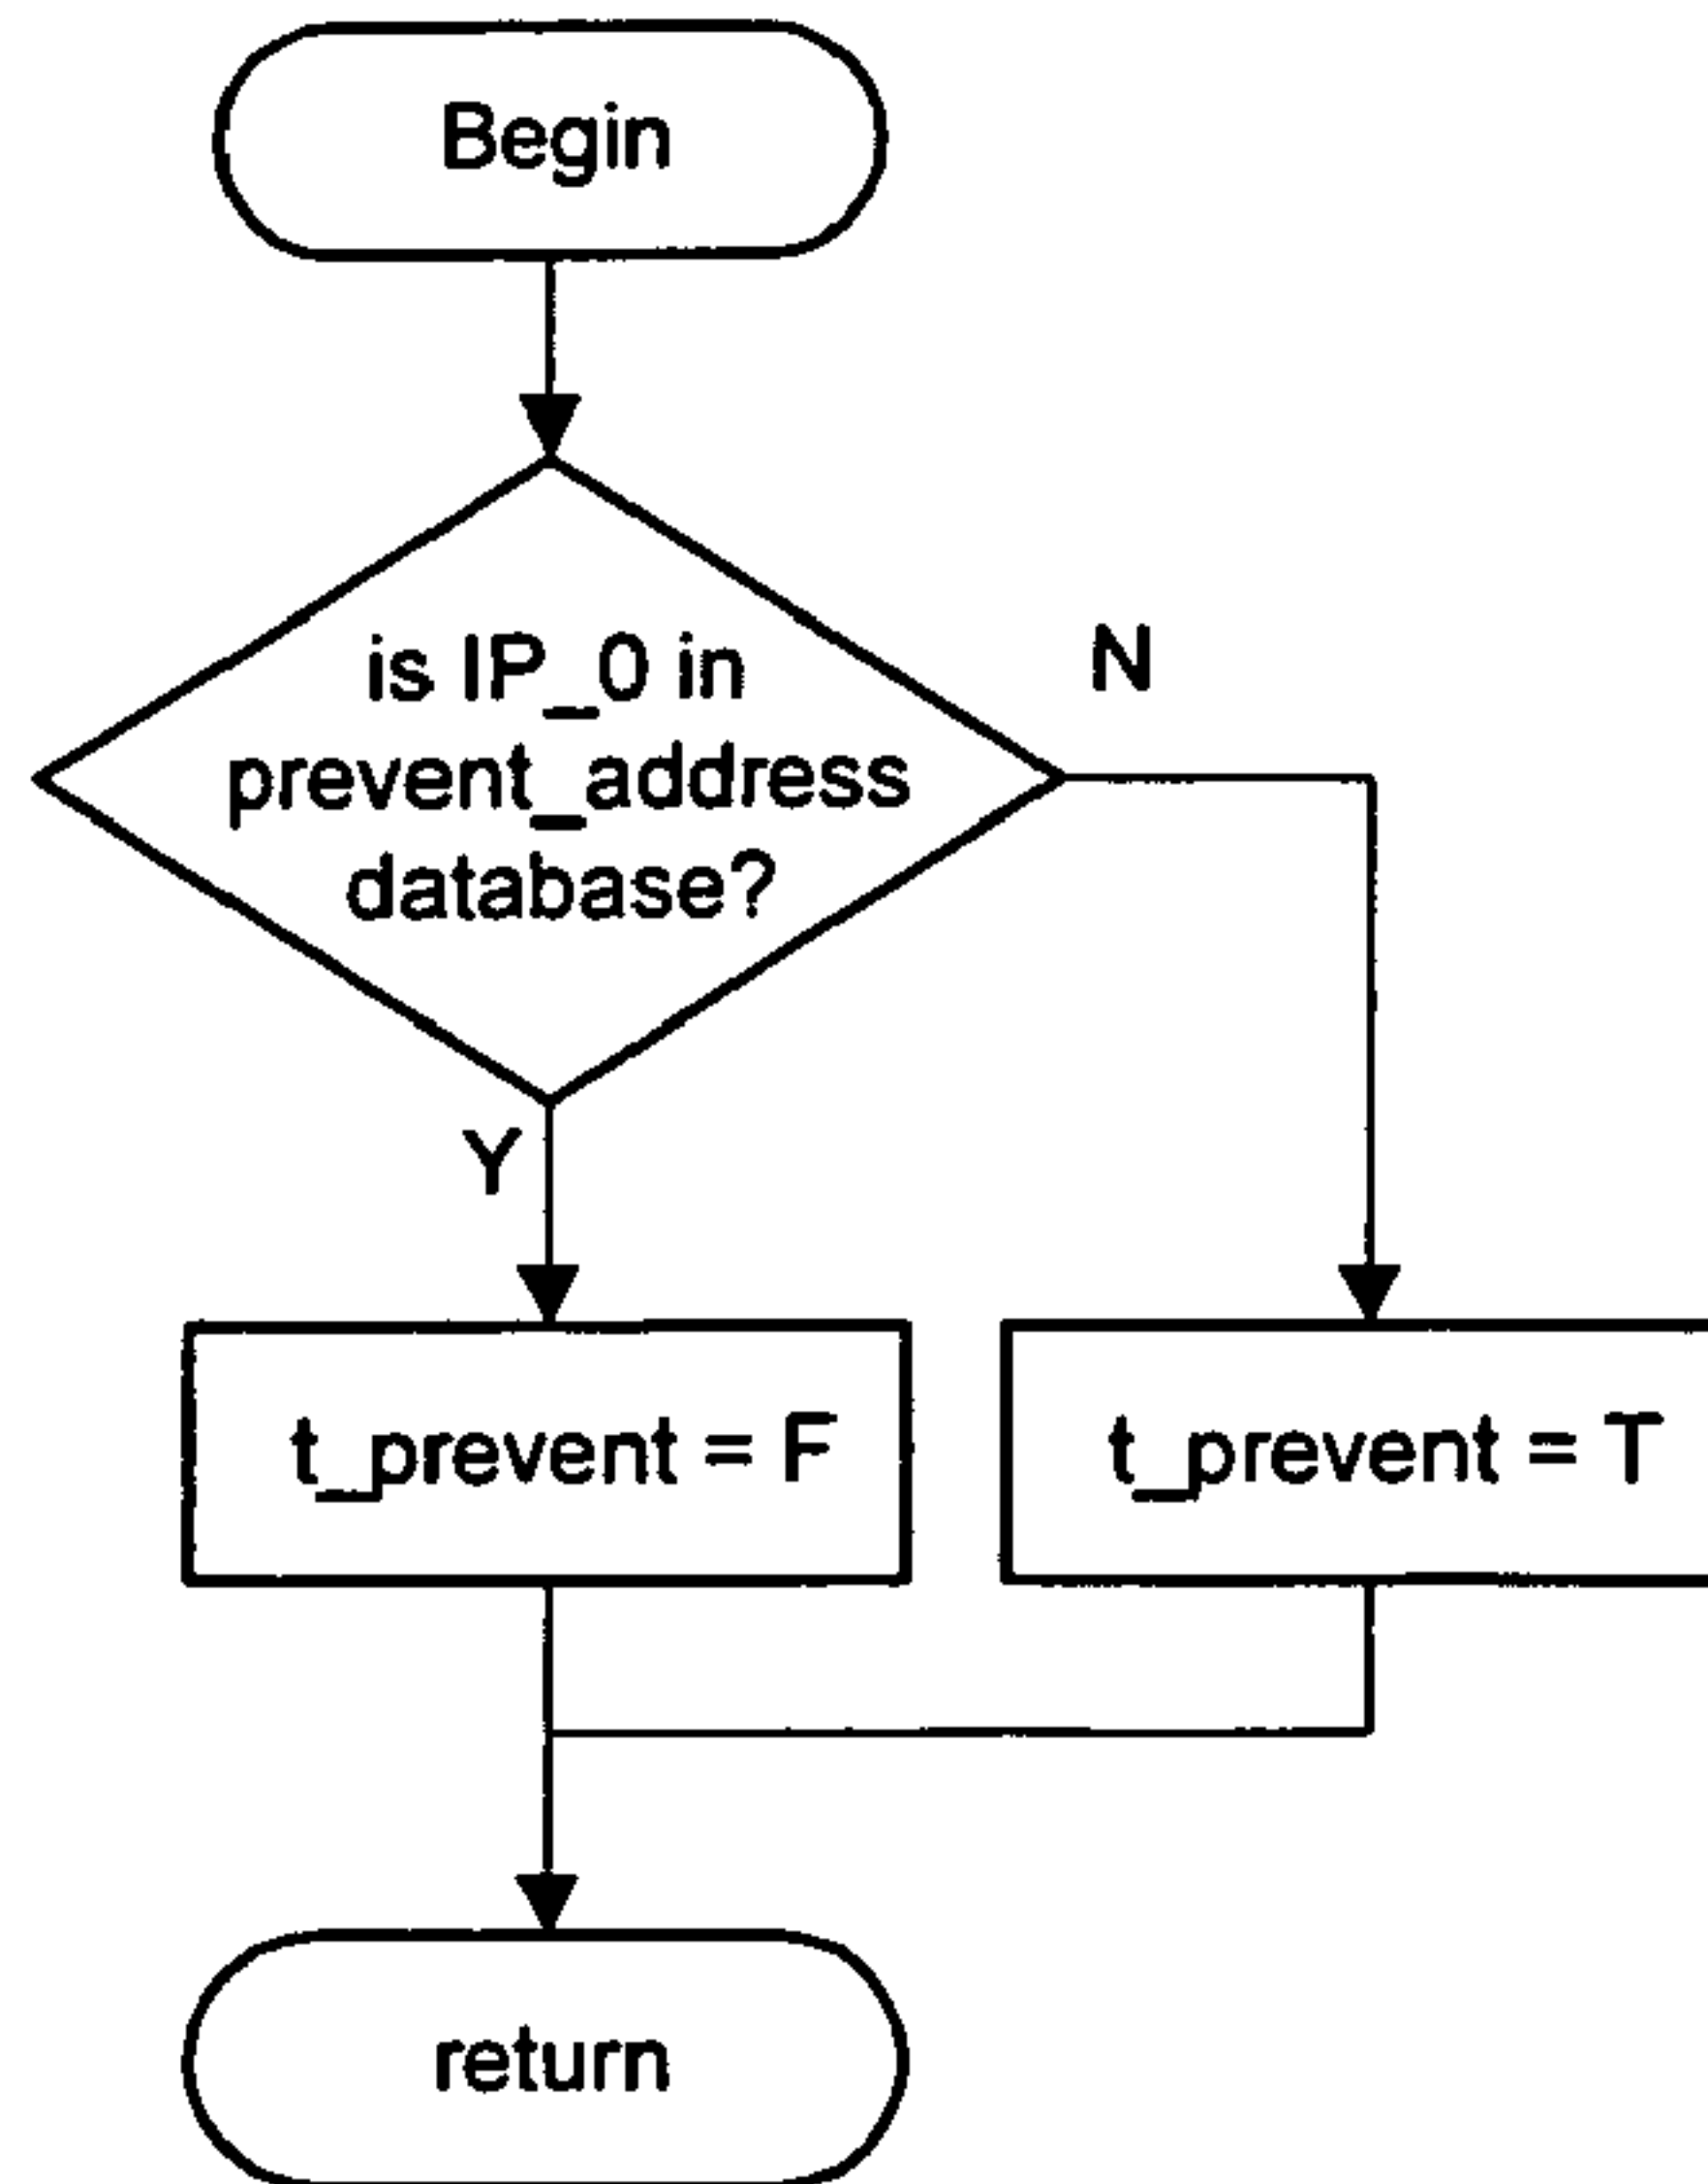 Begin
is IP_0 in
prevent_address
database?
N
Y
t_prevent = F
t_prevent = T
return